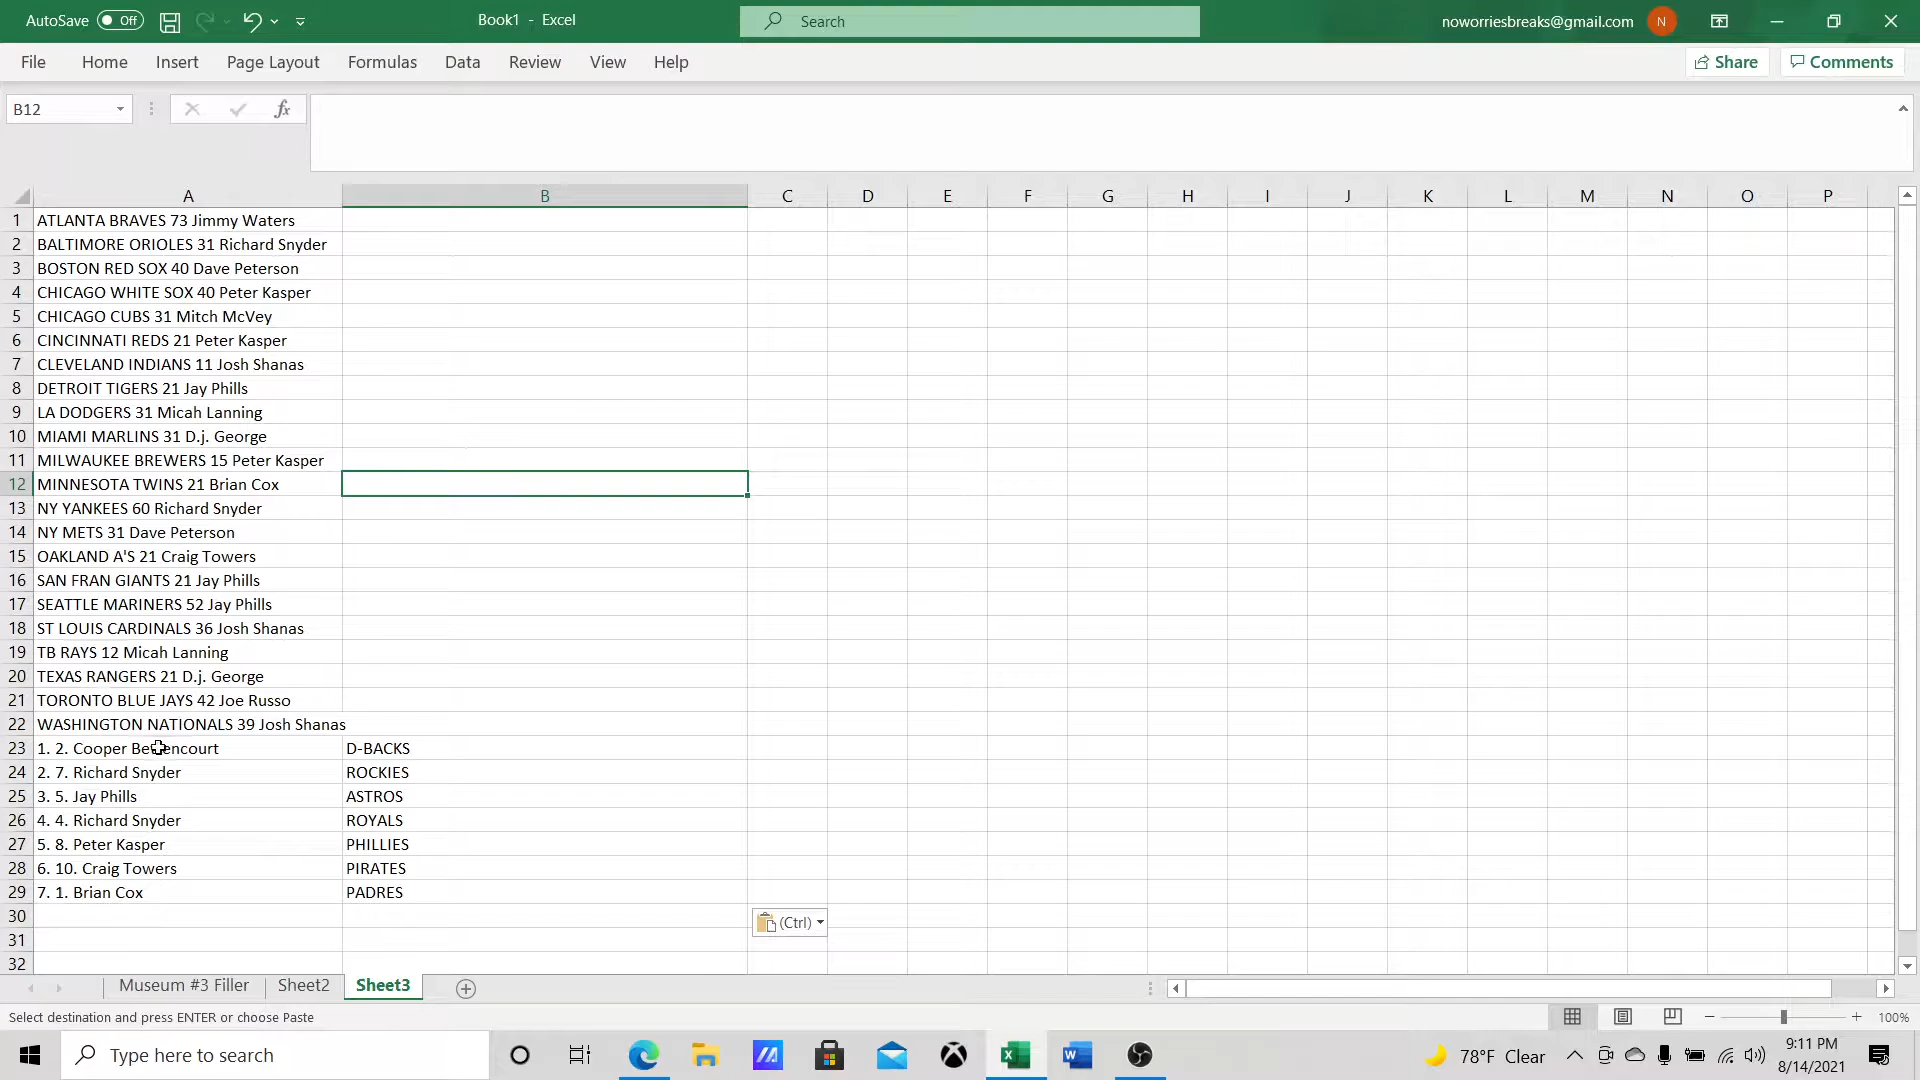 AutoSave Off Book1 - Excel Search noworriesbreaks@gmail.com N
File Home Insert Page Layout Formulas Data Review View Help Share Comments
B12 fx
A B C D E F G H I J K L M N O P
1 ATLANTA BRAVES 73 Jimmy Waters
2 BALTIMORE ORIOLES 31 Richard Snyder
3 BOSTON RED SOX 40 Dave Peterson
4 CHICAGO WHITE SOX 40 Peter Kasper
5 CHICAGO CUBS 31 Mitch McVey
6 CINCINNATI REDS 21 Peter Kasper
7 CLEVELAND INDIANS 11 Josh Shanas
8 DETROIT TIGERS 21 Jay Phills
9 LA DODGERS 31 Micah Lanning
10 MIAMI MARLINS 31 D.j. George
11 MILWAUKEE BREWERS 15 Peter Kasper
12 MINNESOTA TWINS 21 Brian Cox
13 NY YANKEES 60 Richard Snyder
14 NY METS 31 Dave Peterson
15 OAKLAND A'S 21 Craig Towers
16 SAN FRAN GIANTS 21 Jay Phills
17 SEATTLE MARINERS 52 Jay Phills
18 ST LOUIS CARDINALS 36 Josh Shanas
19 TB RAYS 12 Micah Lanning
20 TEXAS RANGERS 21 D.j. George
21 TORONTO BLUE JAYS 42 Joe Russo
22 WASHINGTON NATIONALS 39 Josh Shanas
23 1. 2. Cooper D-BACKS
24 2. 7. Richard Snyder ROCKIES
25 3. 5. Jay Phills ASTROS
26 4. 4. Richard Snyder ROYALS
27 5. 8. Peter Kasper PHILLIES
28 6. 10. Craig Towers PIRATES
29 7. 1. Brian Cox PADRES
30 (Ctrl)
31
32
Museum #3 Filler Sheet2 Sheet3
Select destination and press ENTER or choose Paste 100%
Type here to search 78°F Clear 9:11 PM
8/14/2021